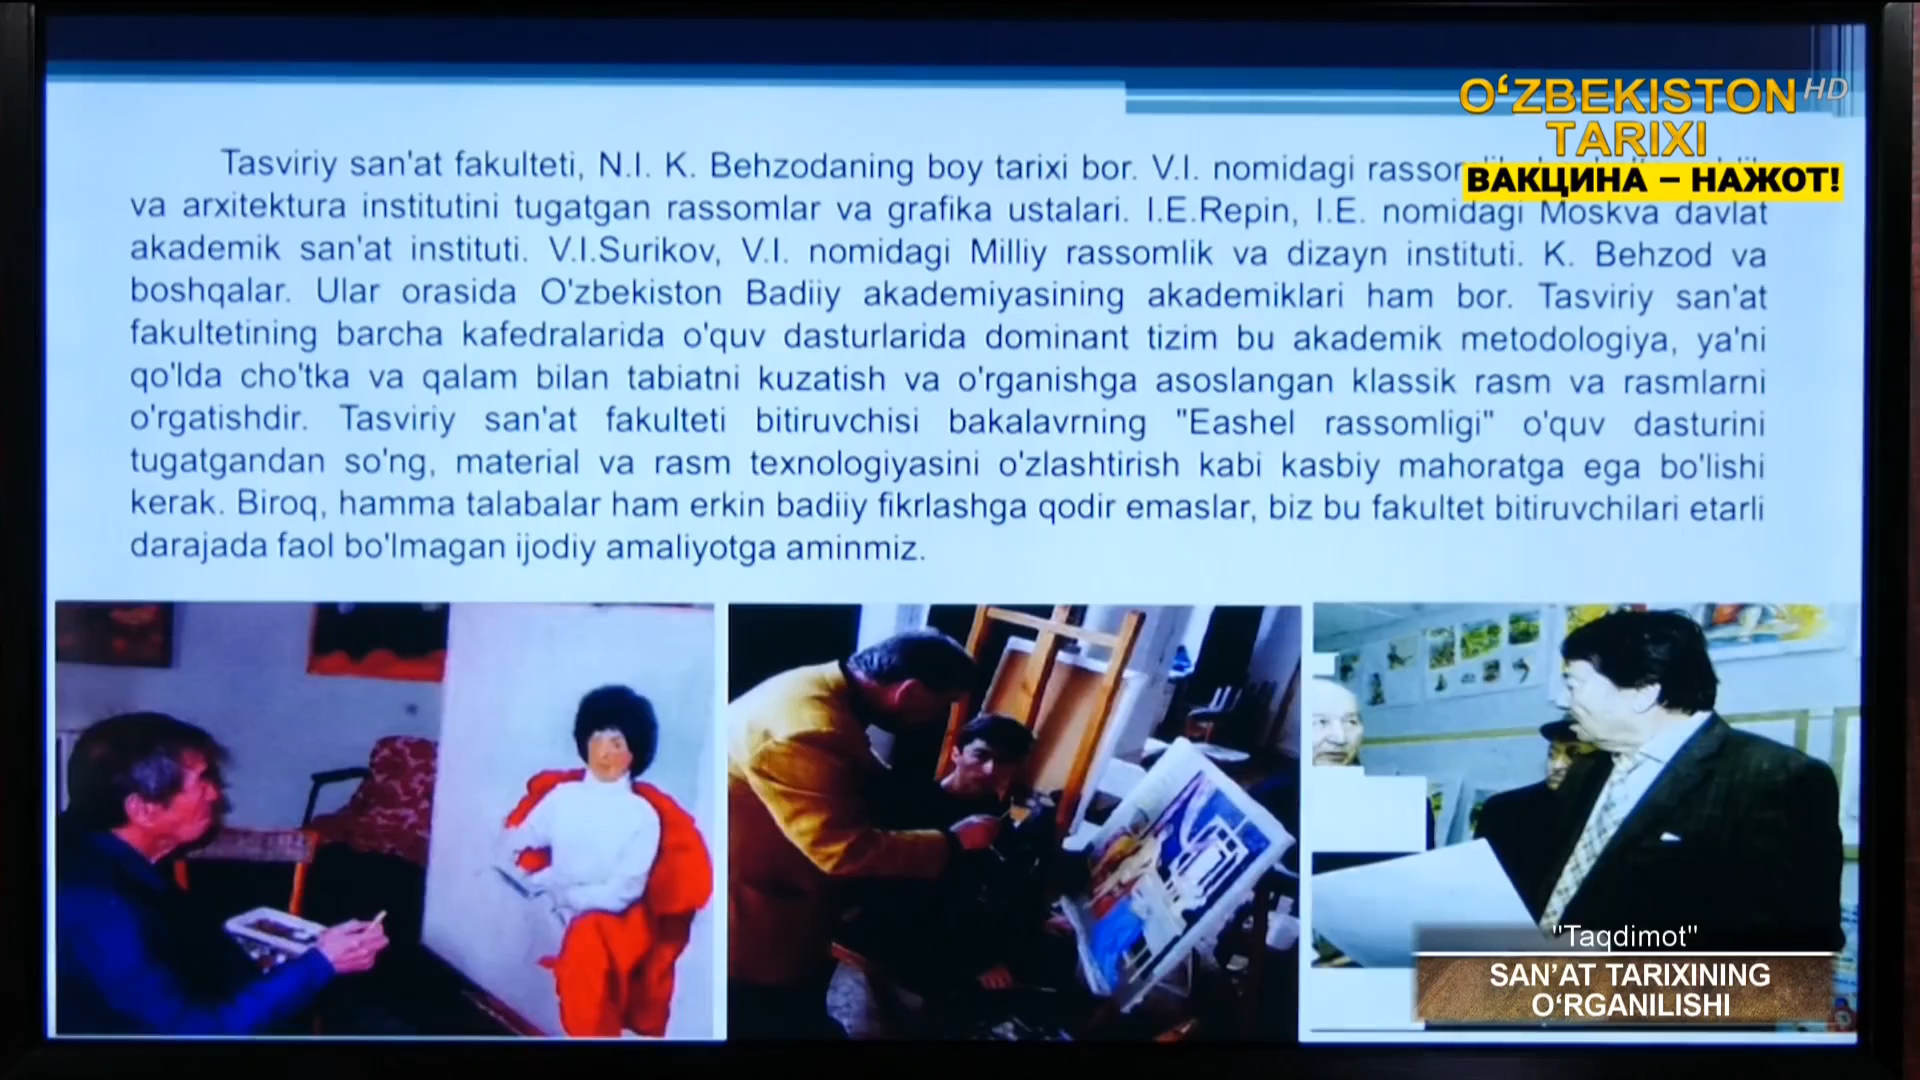 O‘ZBEKISTON HD
TARIXI
ВАКЦИНА – НАЖОТ!
Tasviriy san'at fakulteti, N.I. K. Behzodaning boy tarixi bor. V.I. nomidagi
va arxitektura institutini tugatgan rassomlar va grafika ustalari. I.E.Repin, I.E. nomidagi Moskva davlat
akademik san'at instituti. V.I.Surikov, V.I. nomidagi Milliy rassomlik va dizayn instituti. K. Behzod va
boshqalar. Ular orasida O'zbekiston Badiiy akademiyasining akademiklari ham bor. Tasviriy san'at
fakultetining barcha kafedralarida o'quv dasturlarida dominant tizim bu akademik metodologiya, ya'ni
qo'lda cho'tka va qalam bilan tabiatni kuzatish va o'rganishga asoslangan klassik rasm va rasmlarni
o'rgatishdir. Tasviriy san'at fakulteti bitiruvchisi bakalavrning "Eashel rassomligi" o'quv dasturini
tugatgandan so'ng, material va rasm texnologiyasini o'zlashtirish kabi kasbiy mahoratga ega bo'lishi
kerak. Biroq, hamma talabalar ham erkin badiiy fikrlashga qodir emaslar, biz bu fakultet bitiruvchilari etarli
darajada faol bo'lmagan ijodiy amaliyotga aminmiz.
"Taqdimot"
SAN’AT TARIXINING
O‘RGANILISHI